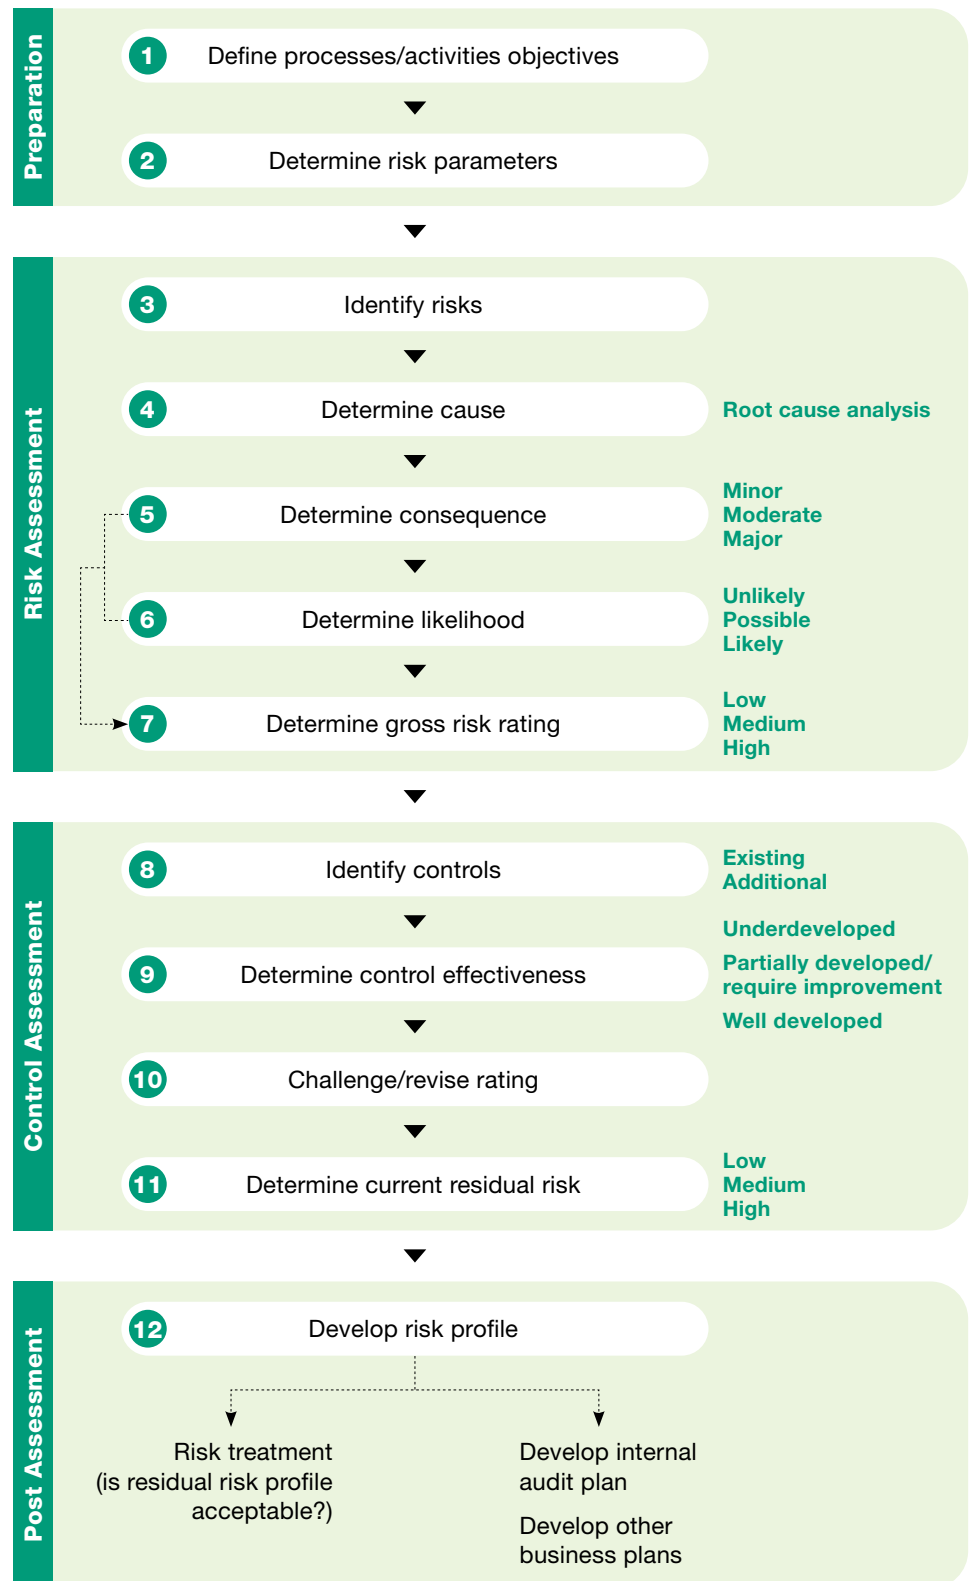 Preparation
1 Define processes/activities objectives
2 Determine risk parameters
Risk Assessment
3 Identify risks
4 Determine cause
Root cause analysis
5 Determine consequence
Minor
Moderate
Major
6 Determine likelihood
Unlikely
Possible
Likely
7 Determine gross risk rating
Low
Medium
High
Control Assessment
8 Identify controls
Existing
Additional
9 Determine control effectiveness
Underdeveloped
Partially developed/
require improvement
Well developed
10 Challenge/revise rating
11 Determine current residual risk
Low
Medium
High
Post Assessment
12 Develop risk profile
Risk treatment
(is residual risk profile
acceptable?)
Develop internal
audit plan
Develop other
business plans